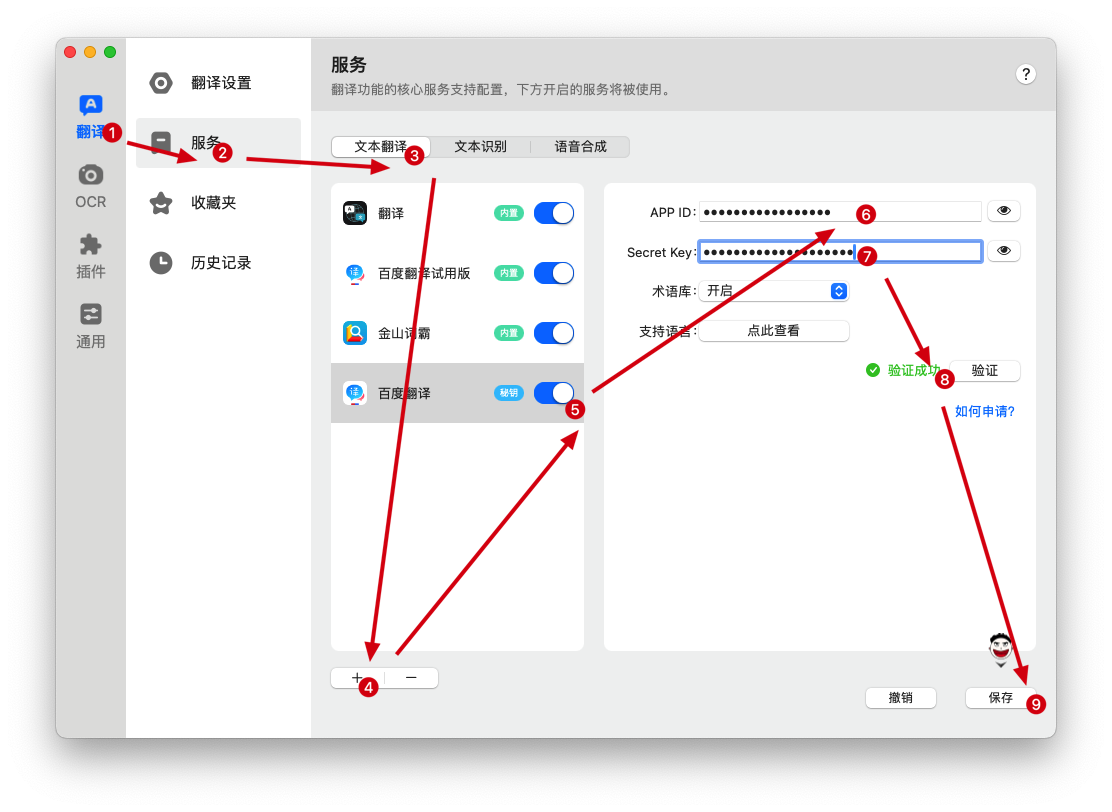 翻译
1
OCR
插件
通用
翻译设置
服务
2
收藏夹
历史记录
服务
翻译功能的核心服务支持配置，下方开启的服务将被使用。
?
文本翻译
3
文本识别
语音合成
翻译
内置
百度翻译试用版
内置
金山词霸
内置
百度翻译
秘钥
5
+
4
−
APP ID:
●●●●●●●●●●●●●●●●●
6
Secret Key:
●●●●●●●●●●●●●●●●●●●●
7
术语库:
开启
支持语言:
点此查看
验证成功
8
验证
如何申请?
撤销
保存
9